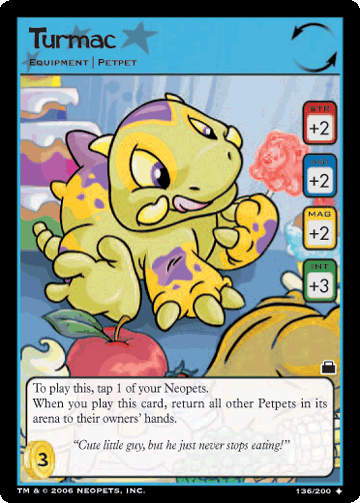 Turmac
EQUIPMENT | PETPET
STR
+2
+2
MAG
+2
INT
+3
To play this, tap 1 of your Neopets.
When you play this card, return all other Petpets in its
arena to their owners' hands.
"Cute little guy, but he just never stops eating!"
3
TM & © 2006 NEOPETS, INC.
136/200